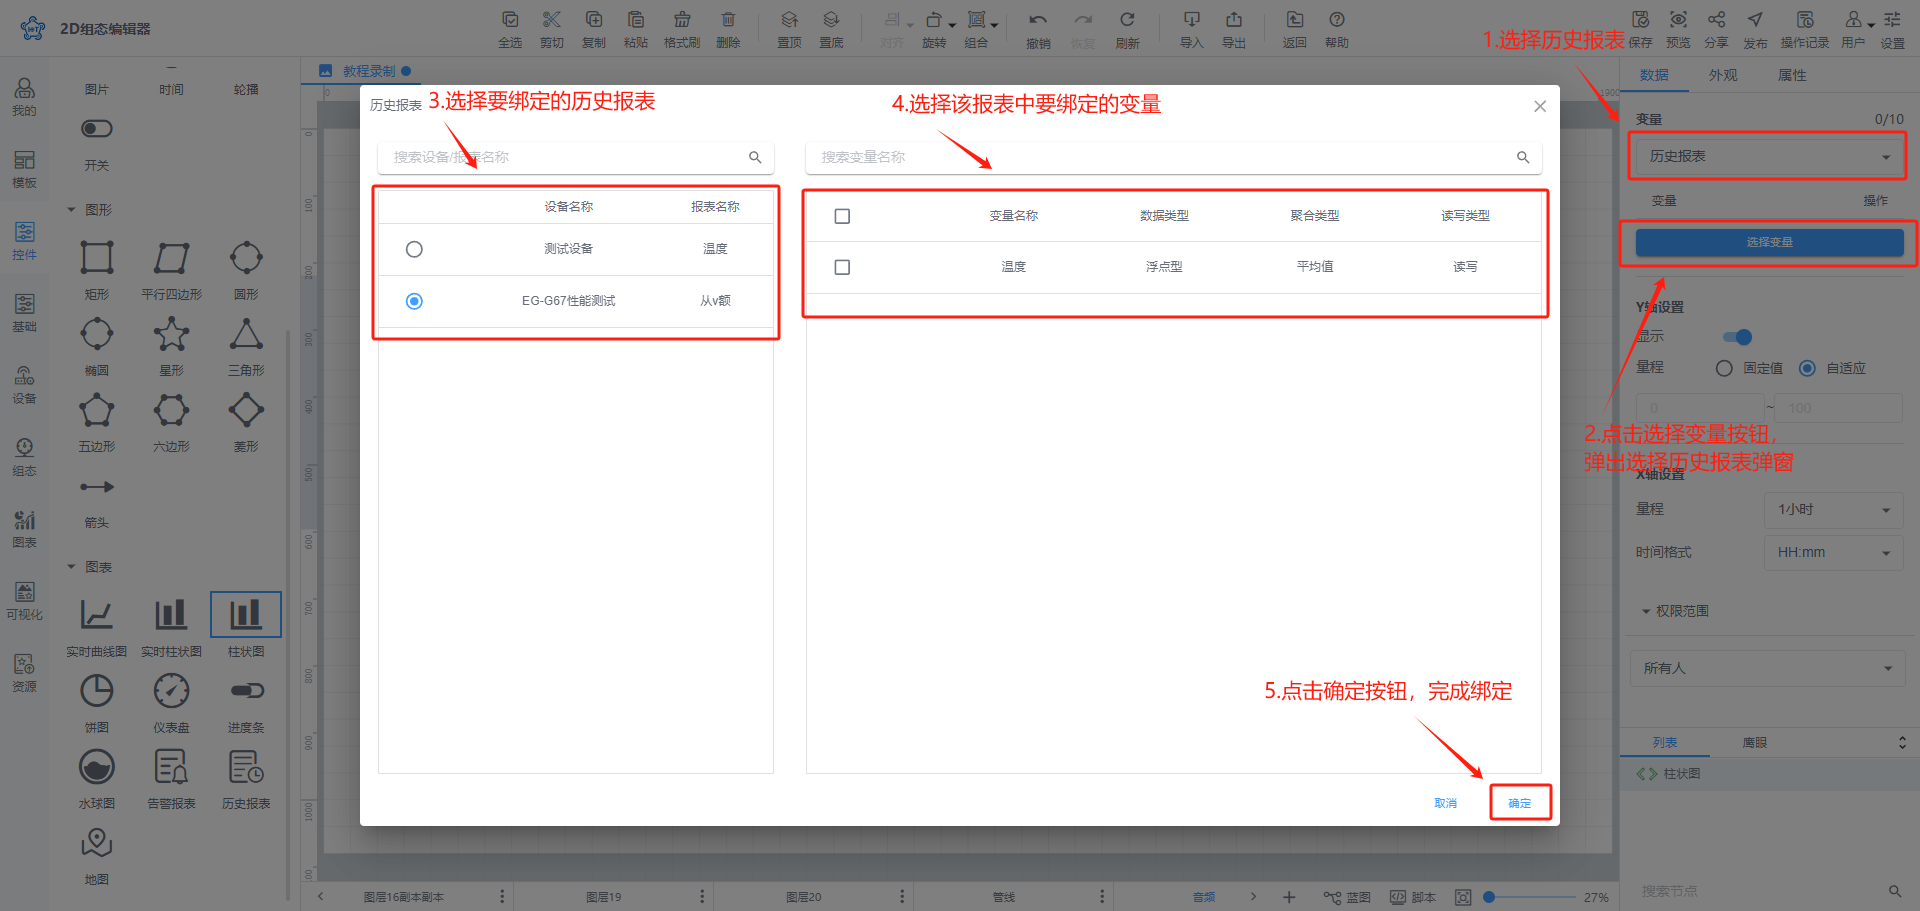 2D组态编辑器
全选
剪切
复制
粘贴
格式刷
删除
置顶
置底
对齐
旋转
组合
撤销
恢复
刷新
导入
导出
返回
帮助
保存
预览
分享
发布
操作记录
用户
设置
1.选择历史报表
我的
模板
控件
基础
设备
组态
图表
可视化
资源
图片
时间
轮播
开关
图形
矩形
平行四边形
圆形
椭圆
星形
三角形
五边形
六边形
菱形
箭头
图表
实时曲线图
实时柱状图
柱状图
饼图
仪表盘
进度条
水球图
告警报表
历史报表
地图
教程录制
0
1900
0
100
200
300
400
500
600
700
800
900
1000
历史报表
3.选择要绑定的历史报表
4.选择该报表中要绑定的变量
搜索设备/报表名称
搜索变量名称
设备名称
报表名称
测试设备
温度
EG-G67性能测试
从v额
变量名称
数据类型
聚合类型
读写类型
温度
浮点型
平均值
读写
5.点击确定按钮，完成绑定
取消
确定
数据
外观
属性
变量
0/10
历史报表
变量
操作
选择变量
Y轴设置
显示
量程
固定值
自适应
0
~
100
2.点击选择变量按钮，
弹出选择历史报表弹窗
X轴设置
量程
1小时
时间格式
HH:mm
权限范围
所有人
列表
鹰眼
柱状图
搜索节点
图层16副本副本
图层19
图层20
管线
音频
蓝图
脚本
27%